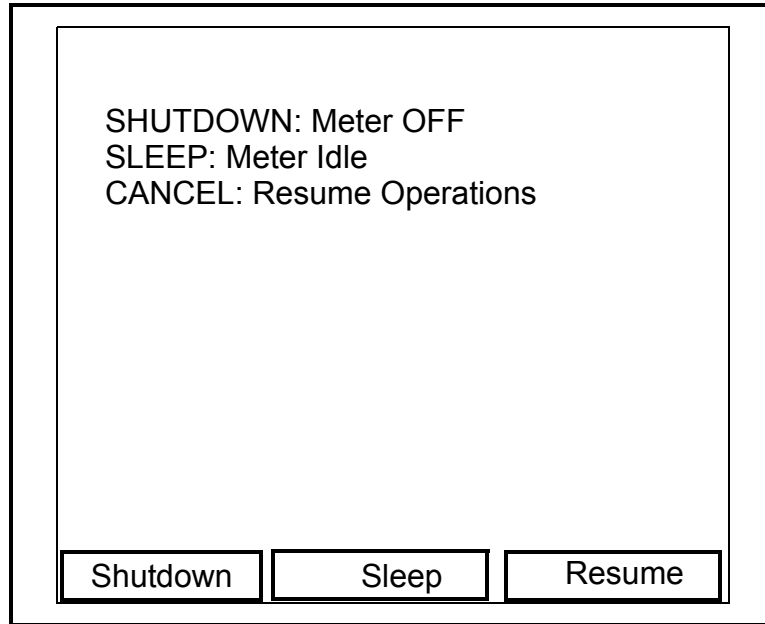 SHUTDOWN: Meter OFF
SLEEP: Meter Idle
CANCEL: Resume Operations
Shutdown Sleep Resume